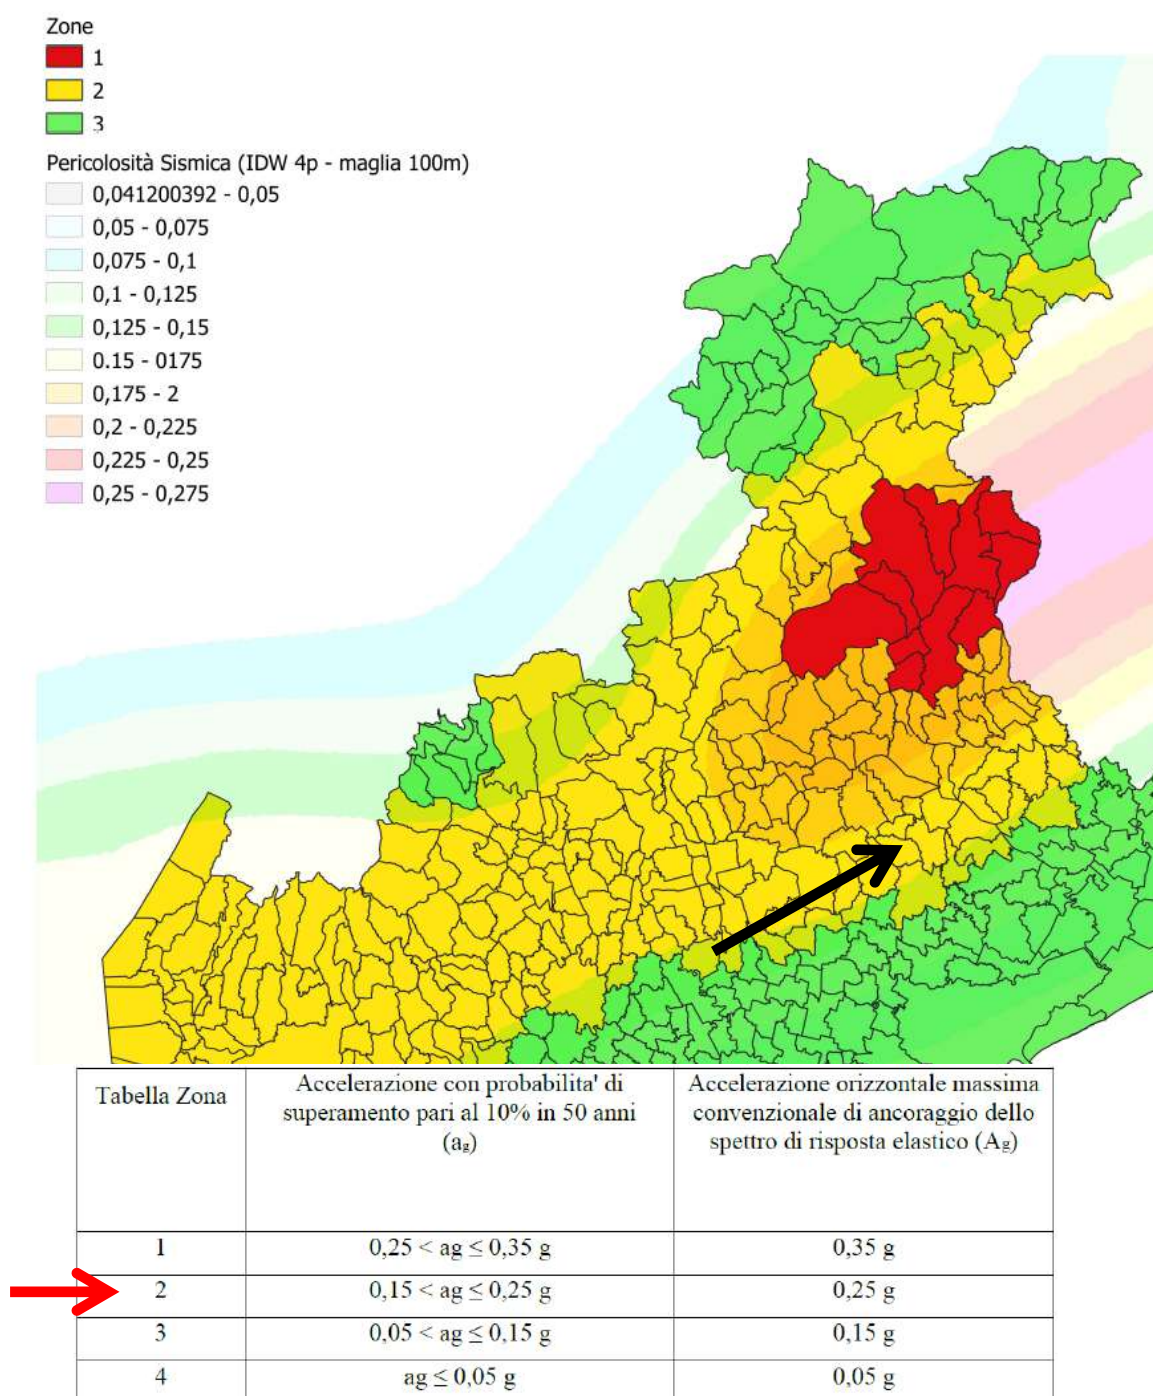 Zone
1
2
3
Pericolosità Sismica (IDW 4p - maglia 100m)
0,041200392 - 0,05
0,05 - 0,075
0,075 - 0,1
0,1 - 0,125
0,125 - 0,15
0.15 - 0175
0,175 - 2
0,2 - 0,225
0,225 - 0,25
0,25 - 0,275
Tabella Zona
Accelerazione con probabilita' di
superamento pari al 10% in 50 anni
(ag)
Accelerazione orizzontale massima
convenzionale di ancoraggio dello
spettro di risposta elastico (Ag)
1 0,25 < ag ≤ 0,35 g 0,35 g
2 0,15 < ag ≤ 0,25 g 0,25 g
3 0,05 < ag ≤ 0,15 g 0,15 g
4 ag ≤ 0,05 g 0,05 g